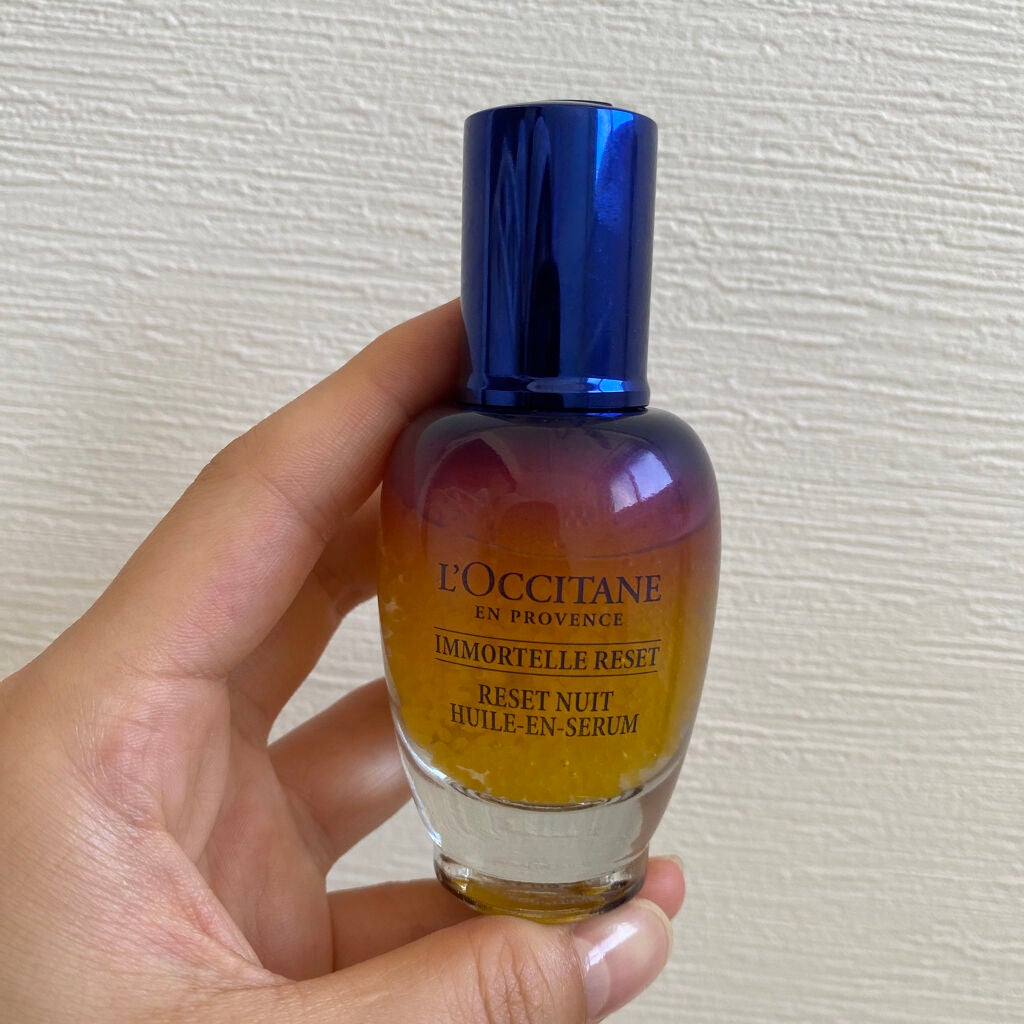 L'OCCITANE
EN PROVENCE
IMMORTELLE RESET
RESET NUIT
HUILE-EN-SERUM